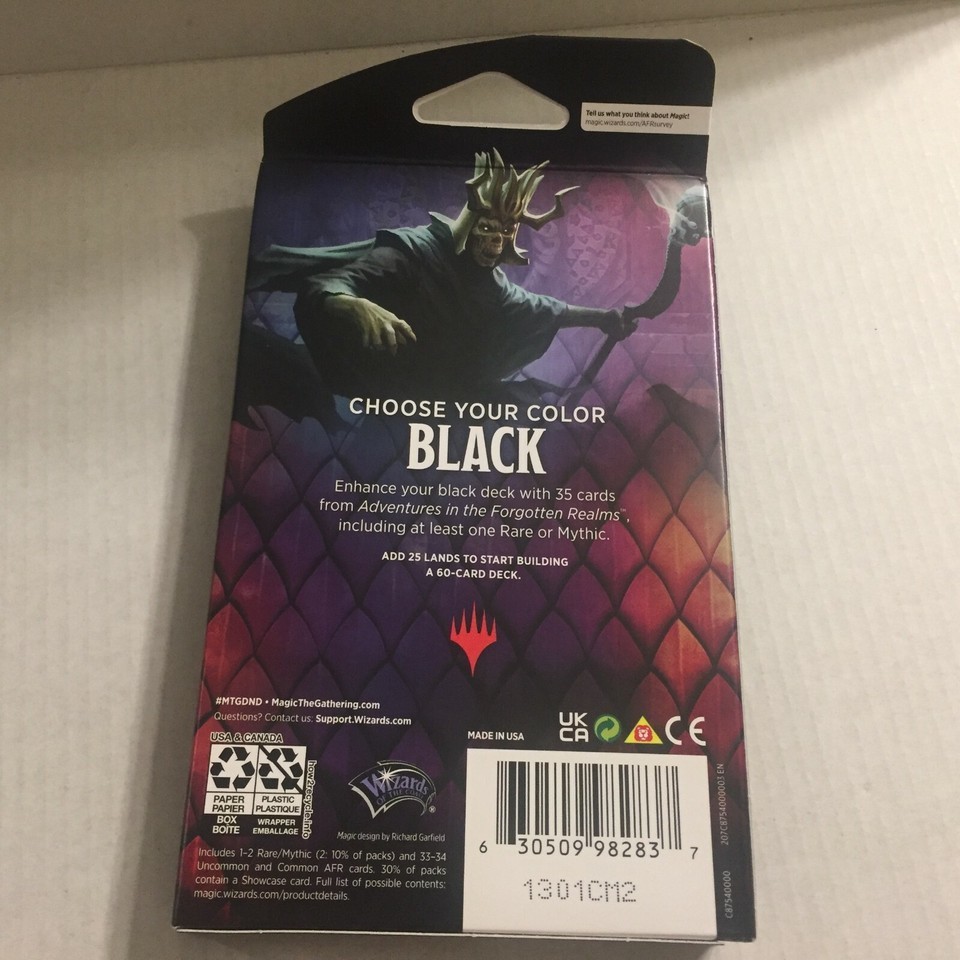 Tell us what you think about Magic!
magic.wizards.com/AFRsurvey
CHOOSE YOUR COLOR
BLACK
Enhance your black deck with 35 cards
from Adventures in the Forgotten Realms™,
including at least one Rare or Mythic.
ADD 25 LANDS TO START BUILDING
A 60-CARD DECK.
#MTGDND • MagicTheGathering.com
Questions? Contact us: Support.Wizards.com
USA & CANADA
PAPER
PAPIER
BOX
BOÎTE
PLASTIC
PLASTIQUE
WRAPPER
EMBALLAGE
how2recycle.info
Wizards
OF THE COAST
®
Magic design by Richard Garfield
Includes 1–2 Rare/Mythic (2: 10% of packs) and 33–34
Uncommon and Common AFR cards. 30% of packs
contain a Showcase card. Full list of possible contents:
magic.wizards.com/productdetails.
MADE IN USA
UK
CA
CE
6 30509 98283 7
1301CM2
207C8754000003 EN
C87540000